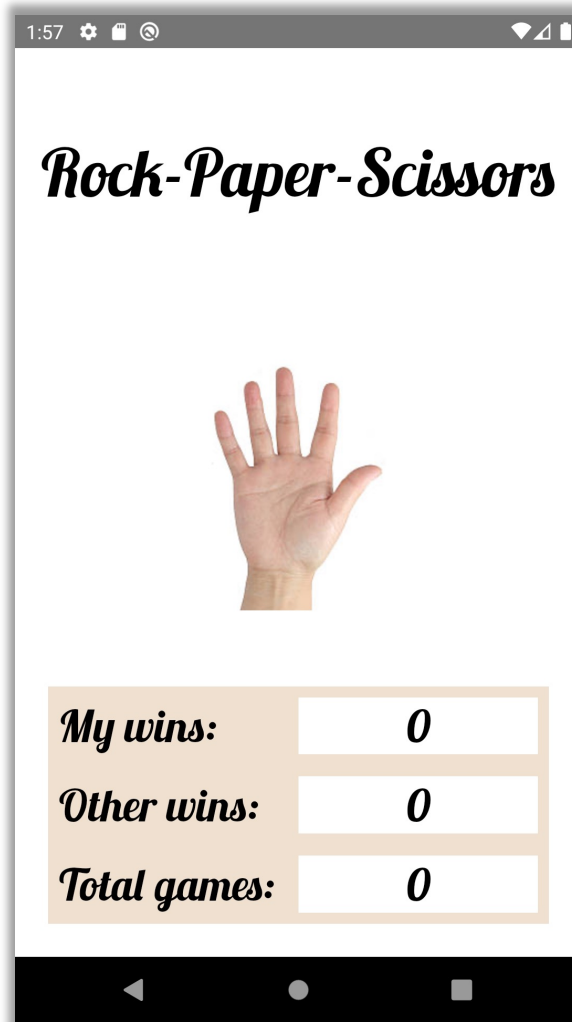 1:57
Rock-Paper-Scissors
My wins: 0
Other wins: 0
Total games: 0